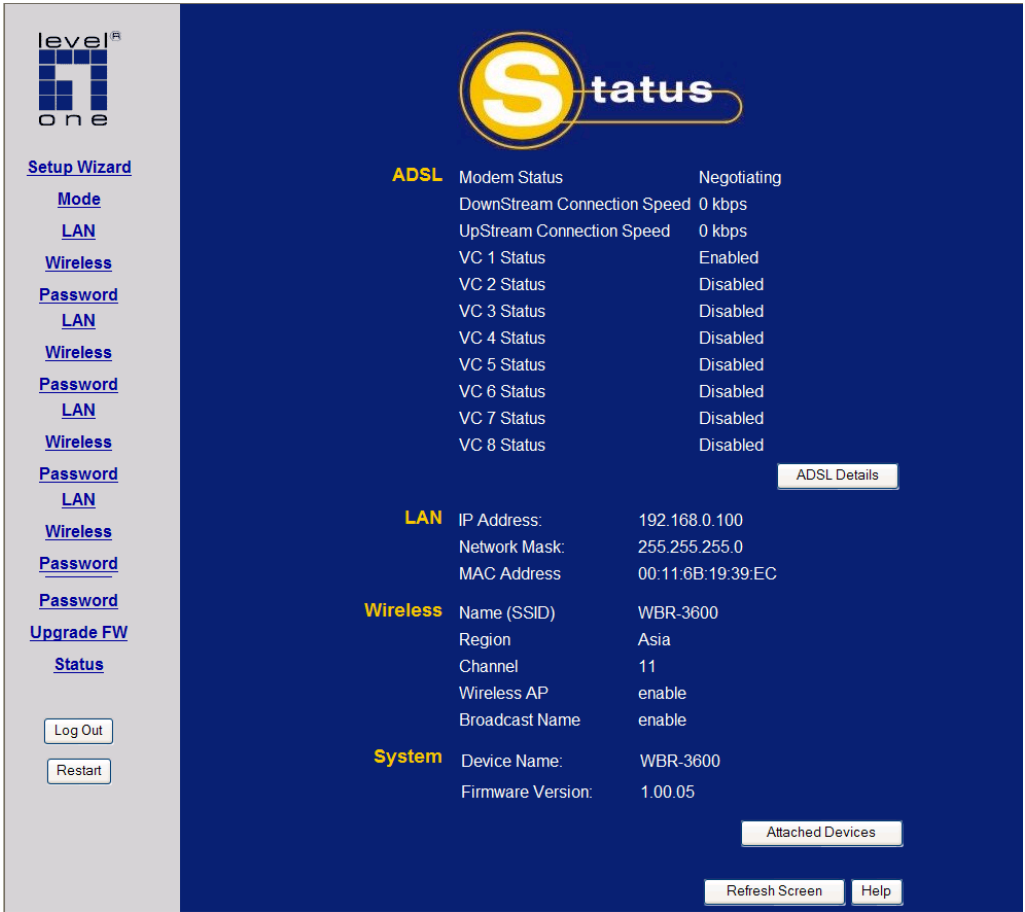 level®
one
Setup Wizard
Mode
LAN
Wireless
Password
LAN
Wireless
Password
LAN
Wireless
Password
LAN
Wireless
Password
Password
Upgrade FW
Status
Log Out
Restart
Status
ADSL Modem Status Negotiating
DownStream Connection Speed 0 kbps
UpStream Connection Speed 0 kbps
VC 1 Status Enabled
VC 2 Status Disabled
VC 3 Status Disabled
VC 4 Status Disabled
VC 5 Status Disabled
VC 6 Status Disabled
VC 7 Status Disabled
VC 8 Status Disabled
ADSL Details
LAN IP Address: 192.168.0.100
Network Mask: 255.255.255.0
MAC Address 00:11:6B:19:39:EC
Wireless Name (SSID) WBR-3600
Region Asia
Channel 11
Wireless AP enable
Broadcast Name enable
System Device Name: WBR-3600
Firmware Version: 1.00.05
Attached Devices
Refresh Screen Help